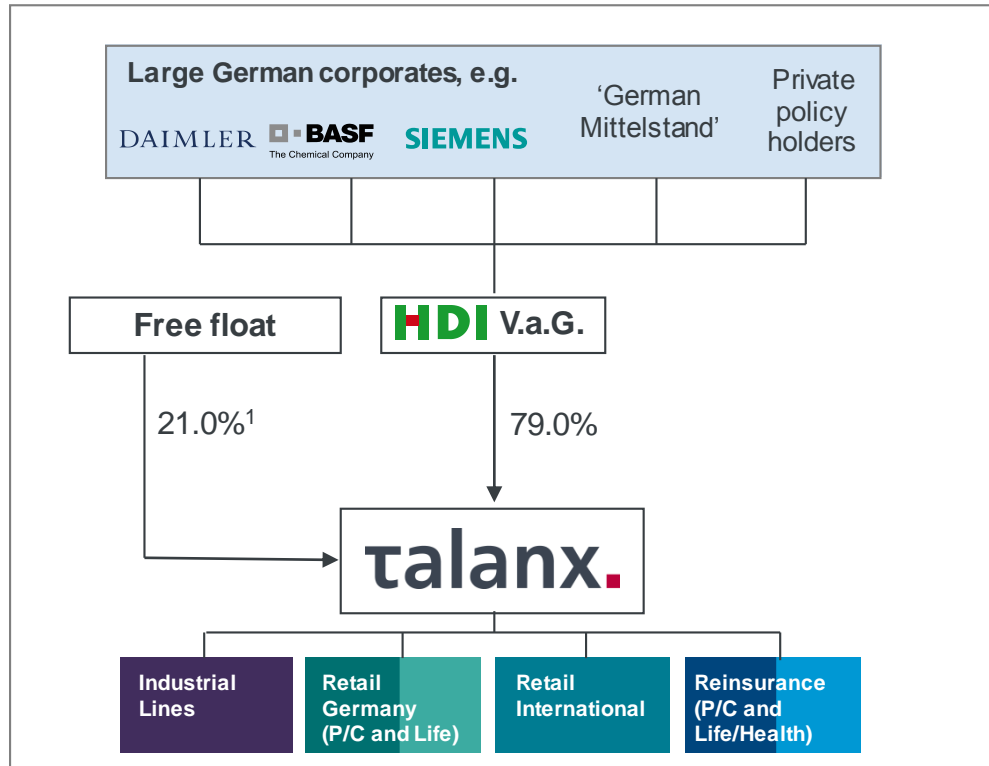 Large German corporates, e.g.
DAIMLER
BASF
The Chemical Company
SIEMENS
‘German
Mittelstand’
Private
policy
holders
Free float
HDI V.a.G.
21.0%¹
79.0%
τalanx.
Industrial
Lines
Retail
Germany
(P/C and Life)
Retail
International
Reinsurance
(P/C and
Life/Health)